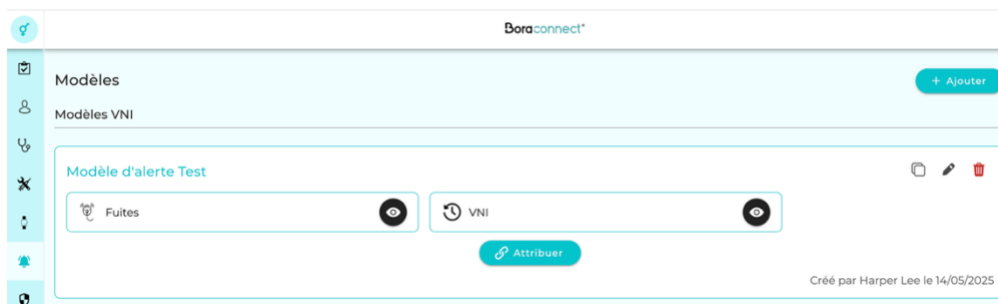 Boraconnect®
Modèles
+ Ajouter
Modèles VNI
Modèle d'alerte Test
Fuites
VNI
Attribuer
Créé par Harper Lee le 14/05/2025